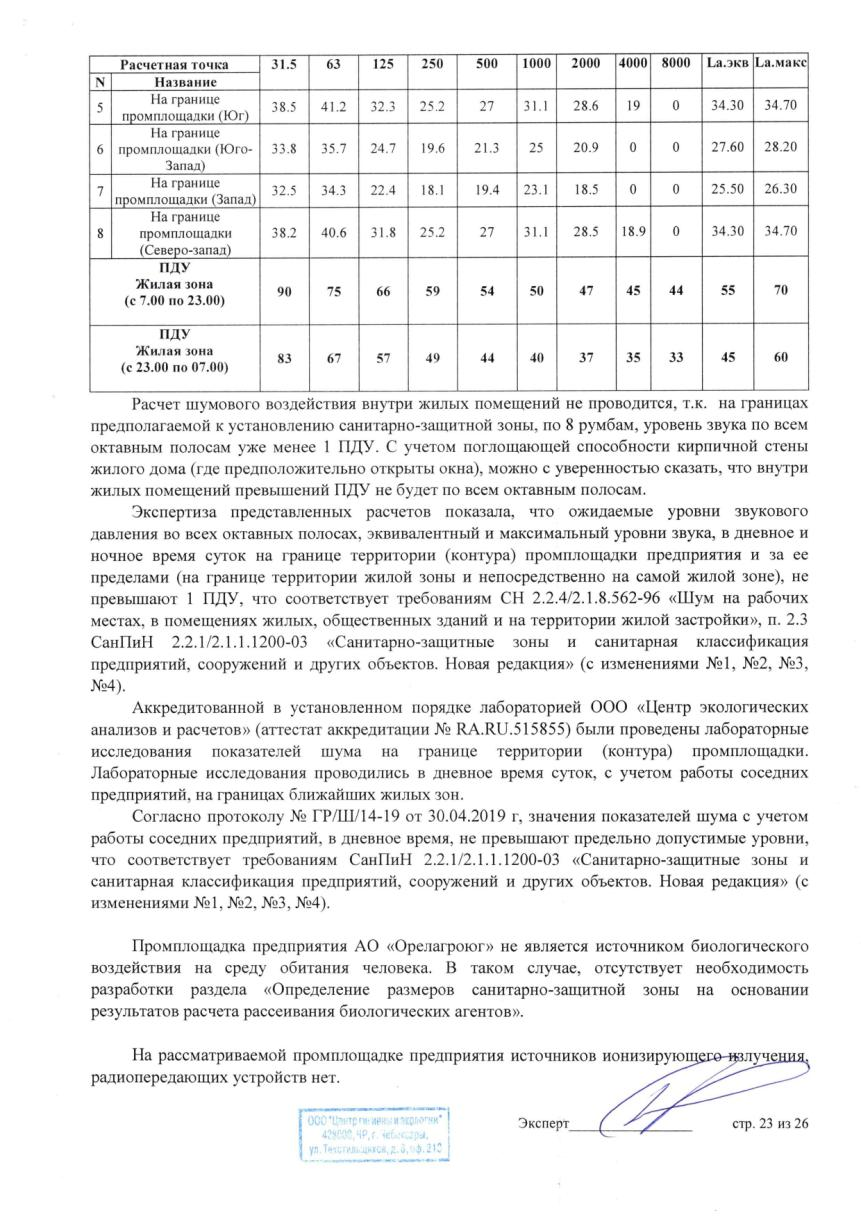 Расчетная точка 31.5 63 125 250 500 1000 2000 4000 8000 La.экв La.макс
N Название
5 На границе промплощадки (Юг) 38.5 41.2 32.3 25.2 27 31.1 28.6 19 0 34.30 34.70
6 На границе промплощадки (Юго-Запад) 33.8 35.7 24.7 19.6 21.3 25 20.9 0 0 27.60 28.20
7 На границе промплощадки (Запад) 32.5 34.3 22.4 18.1 19.4 23.1 18.5 0 0 25.50 26.30
8 На границе промплощадки (Северо-запад) 38.2 40.6 31.8 25.2 27 31.1 28.5 18.9 0 34.30 34.70
ПДУ Жилая зона (с 7.00 по 23.00) 90 75 66 59 54 50 47 45 44 55 70
ПДУ Жилая зона (с 23.00 по 07.00) 83 67 57 49 44 40 37 35 33 45 60
Расчет шумового воздействия внутри жилых помещений не проводится, т.к. на границах
предполагаемой к установлению санитарно-защитной зоны, по 8 румбам, уровень звука по всем
октавным полосам уже менее 1 ПДУ. С учетом поглощающей способности кирпичной стены
жилого дома (где предположительно открыты окна), можно с уверенностью сказать, что внутри
жилых помещений превышений ПДУ не будет по всем октавным полосам.
Экспертиза представленных расчетов показала, что ожидаемые уровни звукового
давления во всех октавных полосах, эквивалентный и максимальный уровни звука, в дневное и
ночное время суток на границе территории (контура) промплощадки предприятия и за ее
пределами (на границе территории жилой зоны и непосредственно на самой жилой зоне), не
превышают 1 ПДУ, что соответствует требованиям СН 2.2.4/2.1.8.562-96 «Шум на рабочих
местах, в помещениях жилых, общественных зданий и на территории жилой застройки», п. 2.3
СанПиН 2.2.1/2.1.1.1200-03 «Санитарно-защитные зоны и санитарная классификация
предприятий, сооружений и других объектов. Новая редакция» (с изменениями №1, №2, №3,
№4).
Аккредитованной в установленном порядке лабораторией ООО «Центр экологических
анализов и расчетов» (аттестат аккредитации № RA.RU.515855) были проведены лабораторные
исследования показателей шума на границе территории (контура) промплощадки.
Лабораторные исследования проводились в дневное время суток, с учетом работы соседних
предприятий, на границах ближайших жилых зон.
Согласно протоколу № ГР/Ш/14-19 от 30.04.2019 г, значения показателей шума с учетом
работы соседних предприятий, в дневное время, не превышают предельно допустимые уровни,
что соответствует требованиям СанПиН 2.2.1/2.1.1.1200-03 «Санитарно-защитные зоны и
санитарная классификация предприятий, сооружений и других объектов. Новая редакция» (с
изменениями №1, №2, №3, №4).
Промплощадка предприятия АО «Орелагроюг» не является источником биологического
воздействия на среду обитания человека. В таком случае, отсутствует необходимость
разработки раздела «Определение размеров санитарно-защитной зоны на основании
результатов расчета рассеивания биологических агентов».
На рассматриваемой промплощадке предприятия источников ионизирующего излучения,
радиопередающих устройств нет.
ООО "Центр гигиены и экологии"
428000, ЧР, г. Чебоксары,
ул. Текстильщиков, д. 8, оф. 210
Эксперт стр. 23 из 26